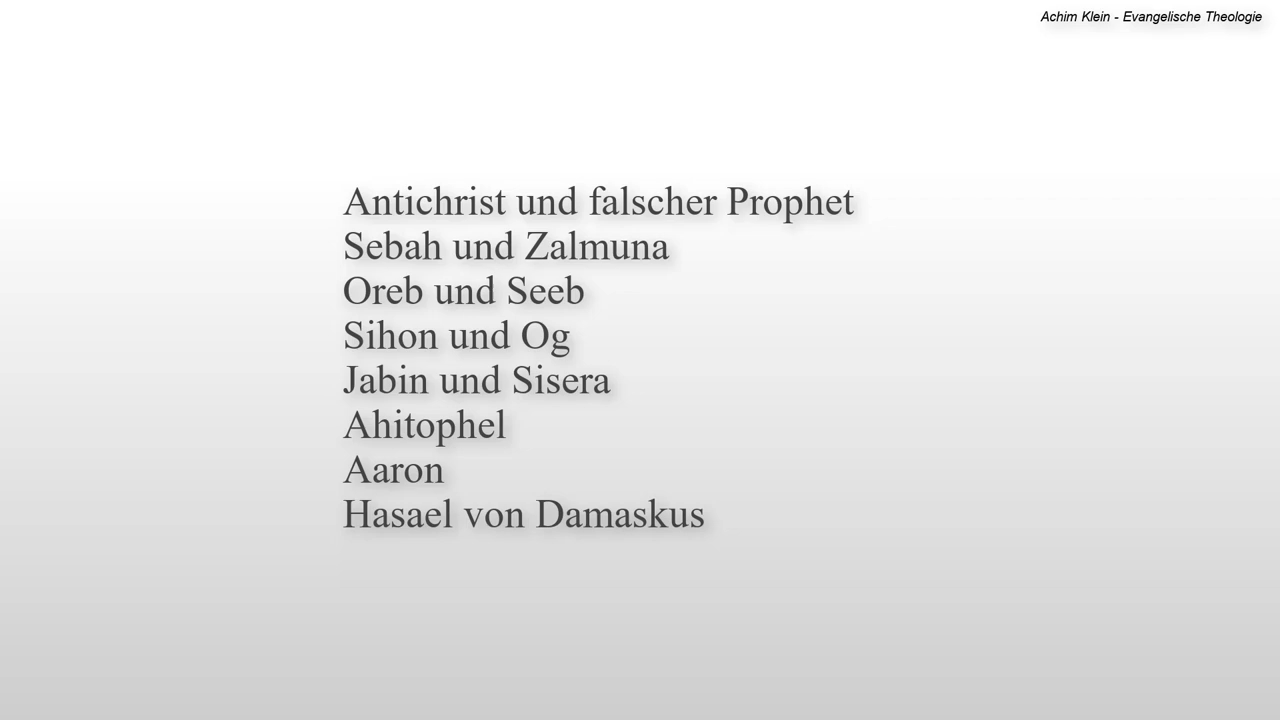 Achim Klein - Evangelische Theologie
Antichrist und falscher Prophet
Sebah und Zalmuna
Oreb und Seeb
Sihon und Og
Jabin und Sisera
Ahitophel
Aaron
Hasael von Damaskus